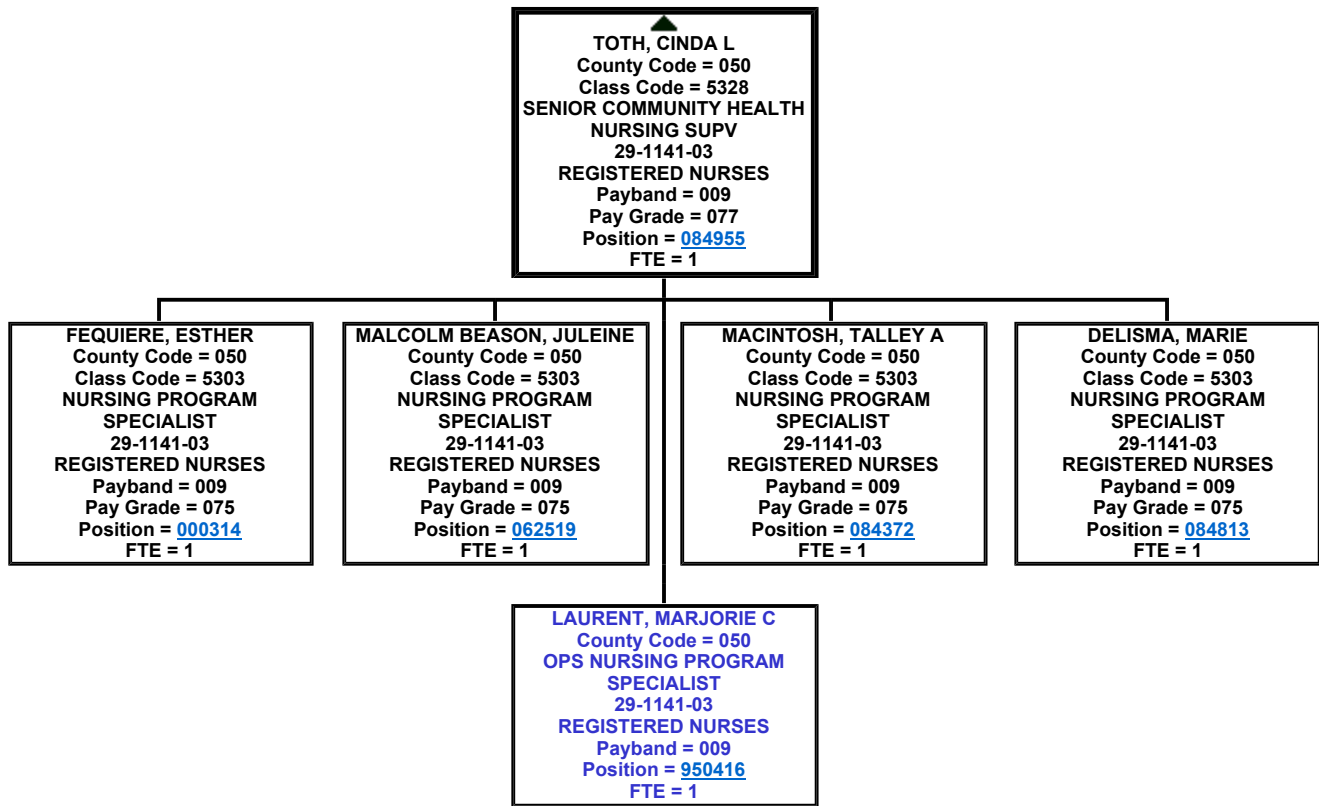 TOTH, CINDA L
County Code = 050
Class Code = 5328
SENIOR COMMUNITY HEALTH
NURSING SUPV
29-1141-03
REGISTERED NURSES
Payband = 009
Pay Grade = 077
Position = 084955
FTE = 1
FEQUIERE, ESTHER
County Code = 050
Class Code = 5303
NURSING PROGRAM
SPECIALIST
29-1141-03
REGISTERED NURSES
Payband = 009
Pay Grade = 075
Position = 000314
FTE = 1
MALCOLM BEASON, JULEINE
County Code = 050
Class Code = 5303
NURSING PROGRAM
SPECIALIST
29-1141-03
REGISTERED NURSES
Payband = 009
Pay Grade = 075
Position = 062519
FTE = 1
MACINTOSH, TALLEY A
County Code = 050
Class Code = 5303
NURSING PROGRAM
SPECIALIST
29-1141-03
REGISTERED NURSES
Payband = 009
Pay Grade = 075
Position = 084372
FTE = 1
DELISMA, MARIE
County Code = 050
Class Code = 5303
NURSING PROGRAM
SPECIALIST
29-1141-03
REGISTERED NURSES
Payband = 009
Pay Grade = 075
Position = 084813
FTE = 1
LAURENT, MARJORIE C
County Code = 050
OPS NURSING PROGRAM
SPECIALIST
29-1141-03
REGISTERED NURSES
Payband = 009
Position = 950416
FTE = 1